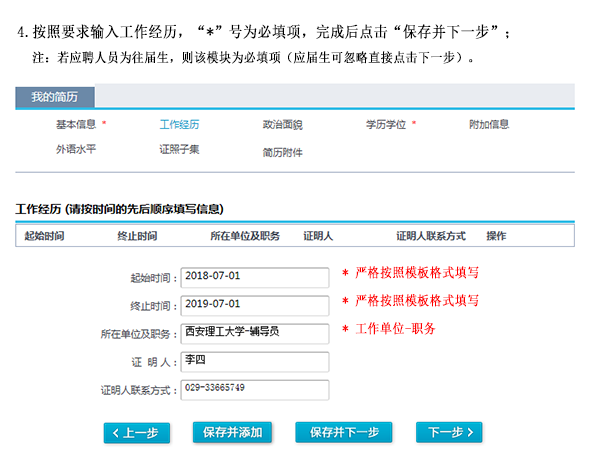 4.按照要求输入工作经历，“*”号为必填项，完成后点击“保存并下一步”；
注：若应聘人员为往届生，则该模块为必填项（应届生可忽略直接点击下一步）。
我的简历
基本信息 * 工作经历 政治面貌 学历学位 * 附加信息
外语水平 证照子集 简历附件
工作经历 (请按时间的先后顺序填写信息)
起始时间 终止时间 所在单位及职务 证明人 证明人联系方式 操作
起始时间： 2018-07-01 * 严格按照模板格式填写
终止时间： 2019-07-01 * 严格按照模板格式填写
所在单位及职务： 西安理工大学-辅导员 * 工作单位-职务
证 明 人： 李四
证明人联系方式： 029-33665749
< 上一步 保存并添加 保存并下一步 下一步 >